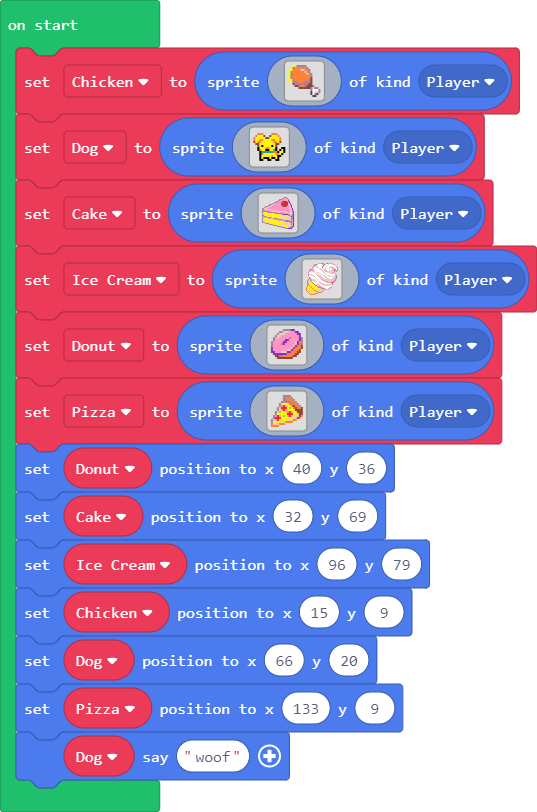 on start
set Chicken to sprite of kind Player
set Dog to sprite of kind Player
set Cake to sprite of kind Player
set Ice Cream to sprite of kind Player
set Donut to sprite of kind Player
set Pizza to sprite of kind Player
set Donut position to x 40 y 36
set Cake position to x 32 y 69
set Ice Cream position to x 96 y 79
set Chicken position to x 15 y 9
set Dog position to x 66 y 20
set Pizza position to x 133 y 9
Dog say "woof"